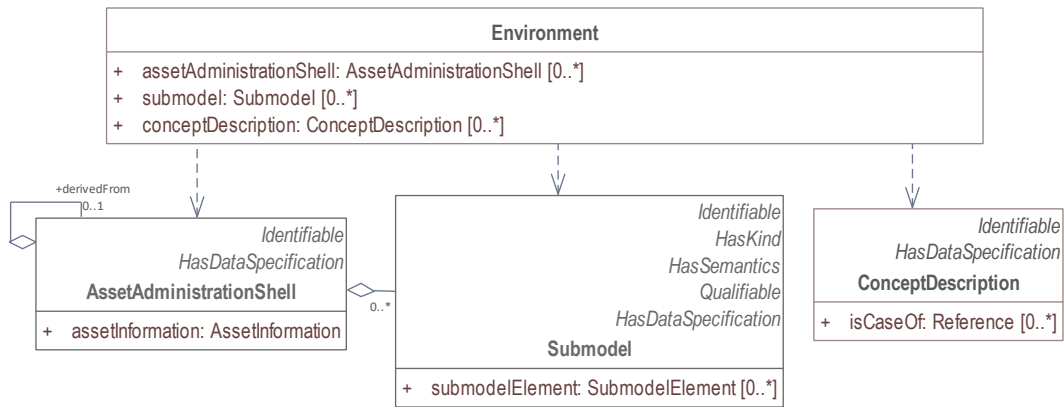 Environment
+ assetAdministrationShell: AssetAdministrationShell [0..*]
+ submodel: Submodel [0..*]
+ conceptDescription: ConceptDescription [0..*]
+derivedFrom
0..1
Identifiable
HasDataSpecification
AssetAdministrationShell
+ assetInformation: AssetInformation
0..*
Identifiable
HasKind
HasSemantics
Qualifiable
HasDataSpecification
Submodel
+ submodelElement: SubmodelElement [0..*]
Identifiable
HasDataSpecification
ConceptDescription
+ isCaseOf: Reference [0..*]